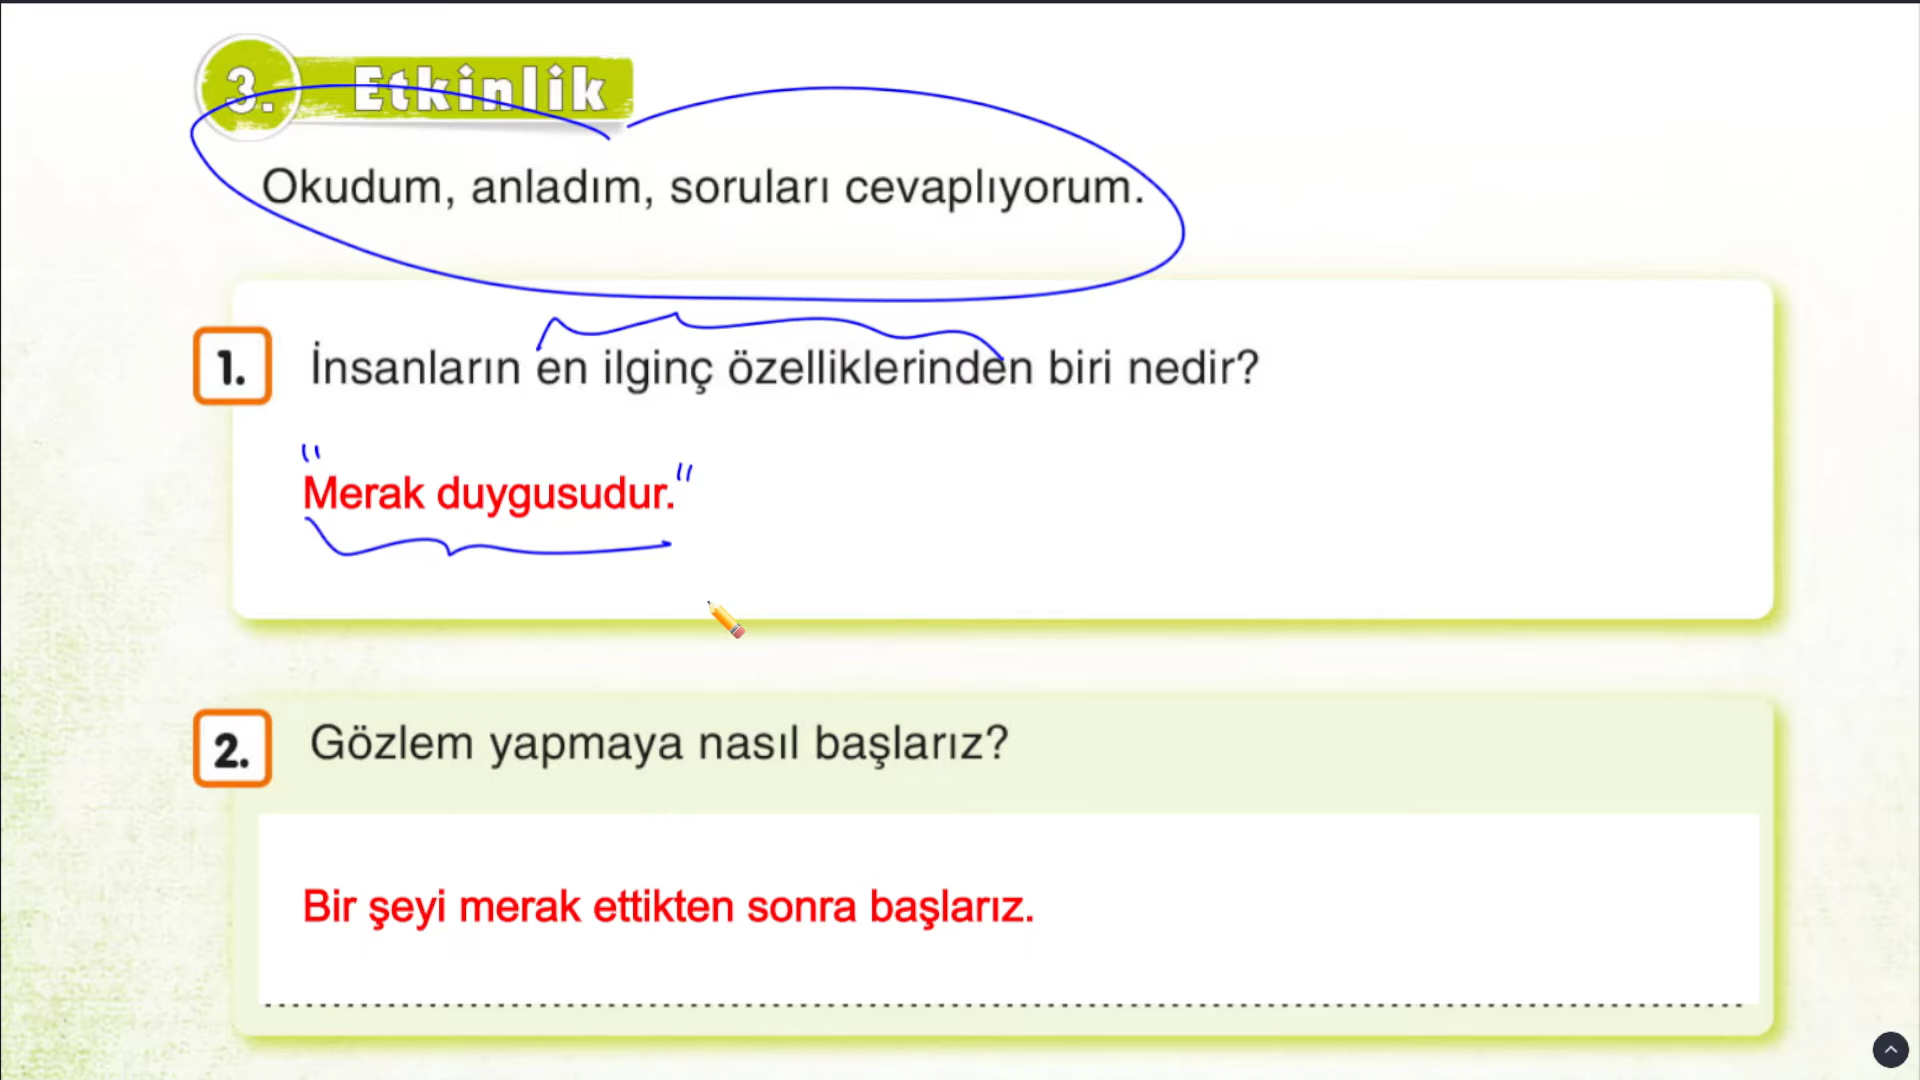 3. Etkinlik
Okudum, anladım, soruları cevaplıyorum.
1. İnsanların en ilginç özelliklerinden biri nedir?
"Merak duygusudur."
2. Gözlem yapmaya nasıl başlarız?
Bir şeyi merak ettikten sonra başlarız.